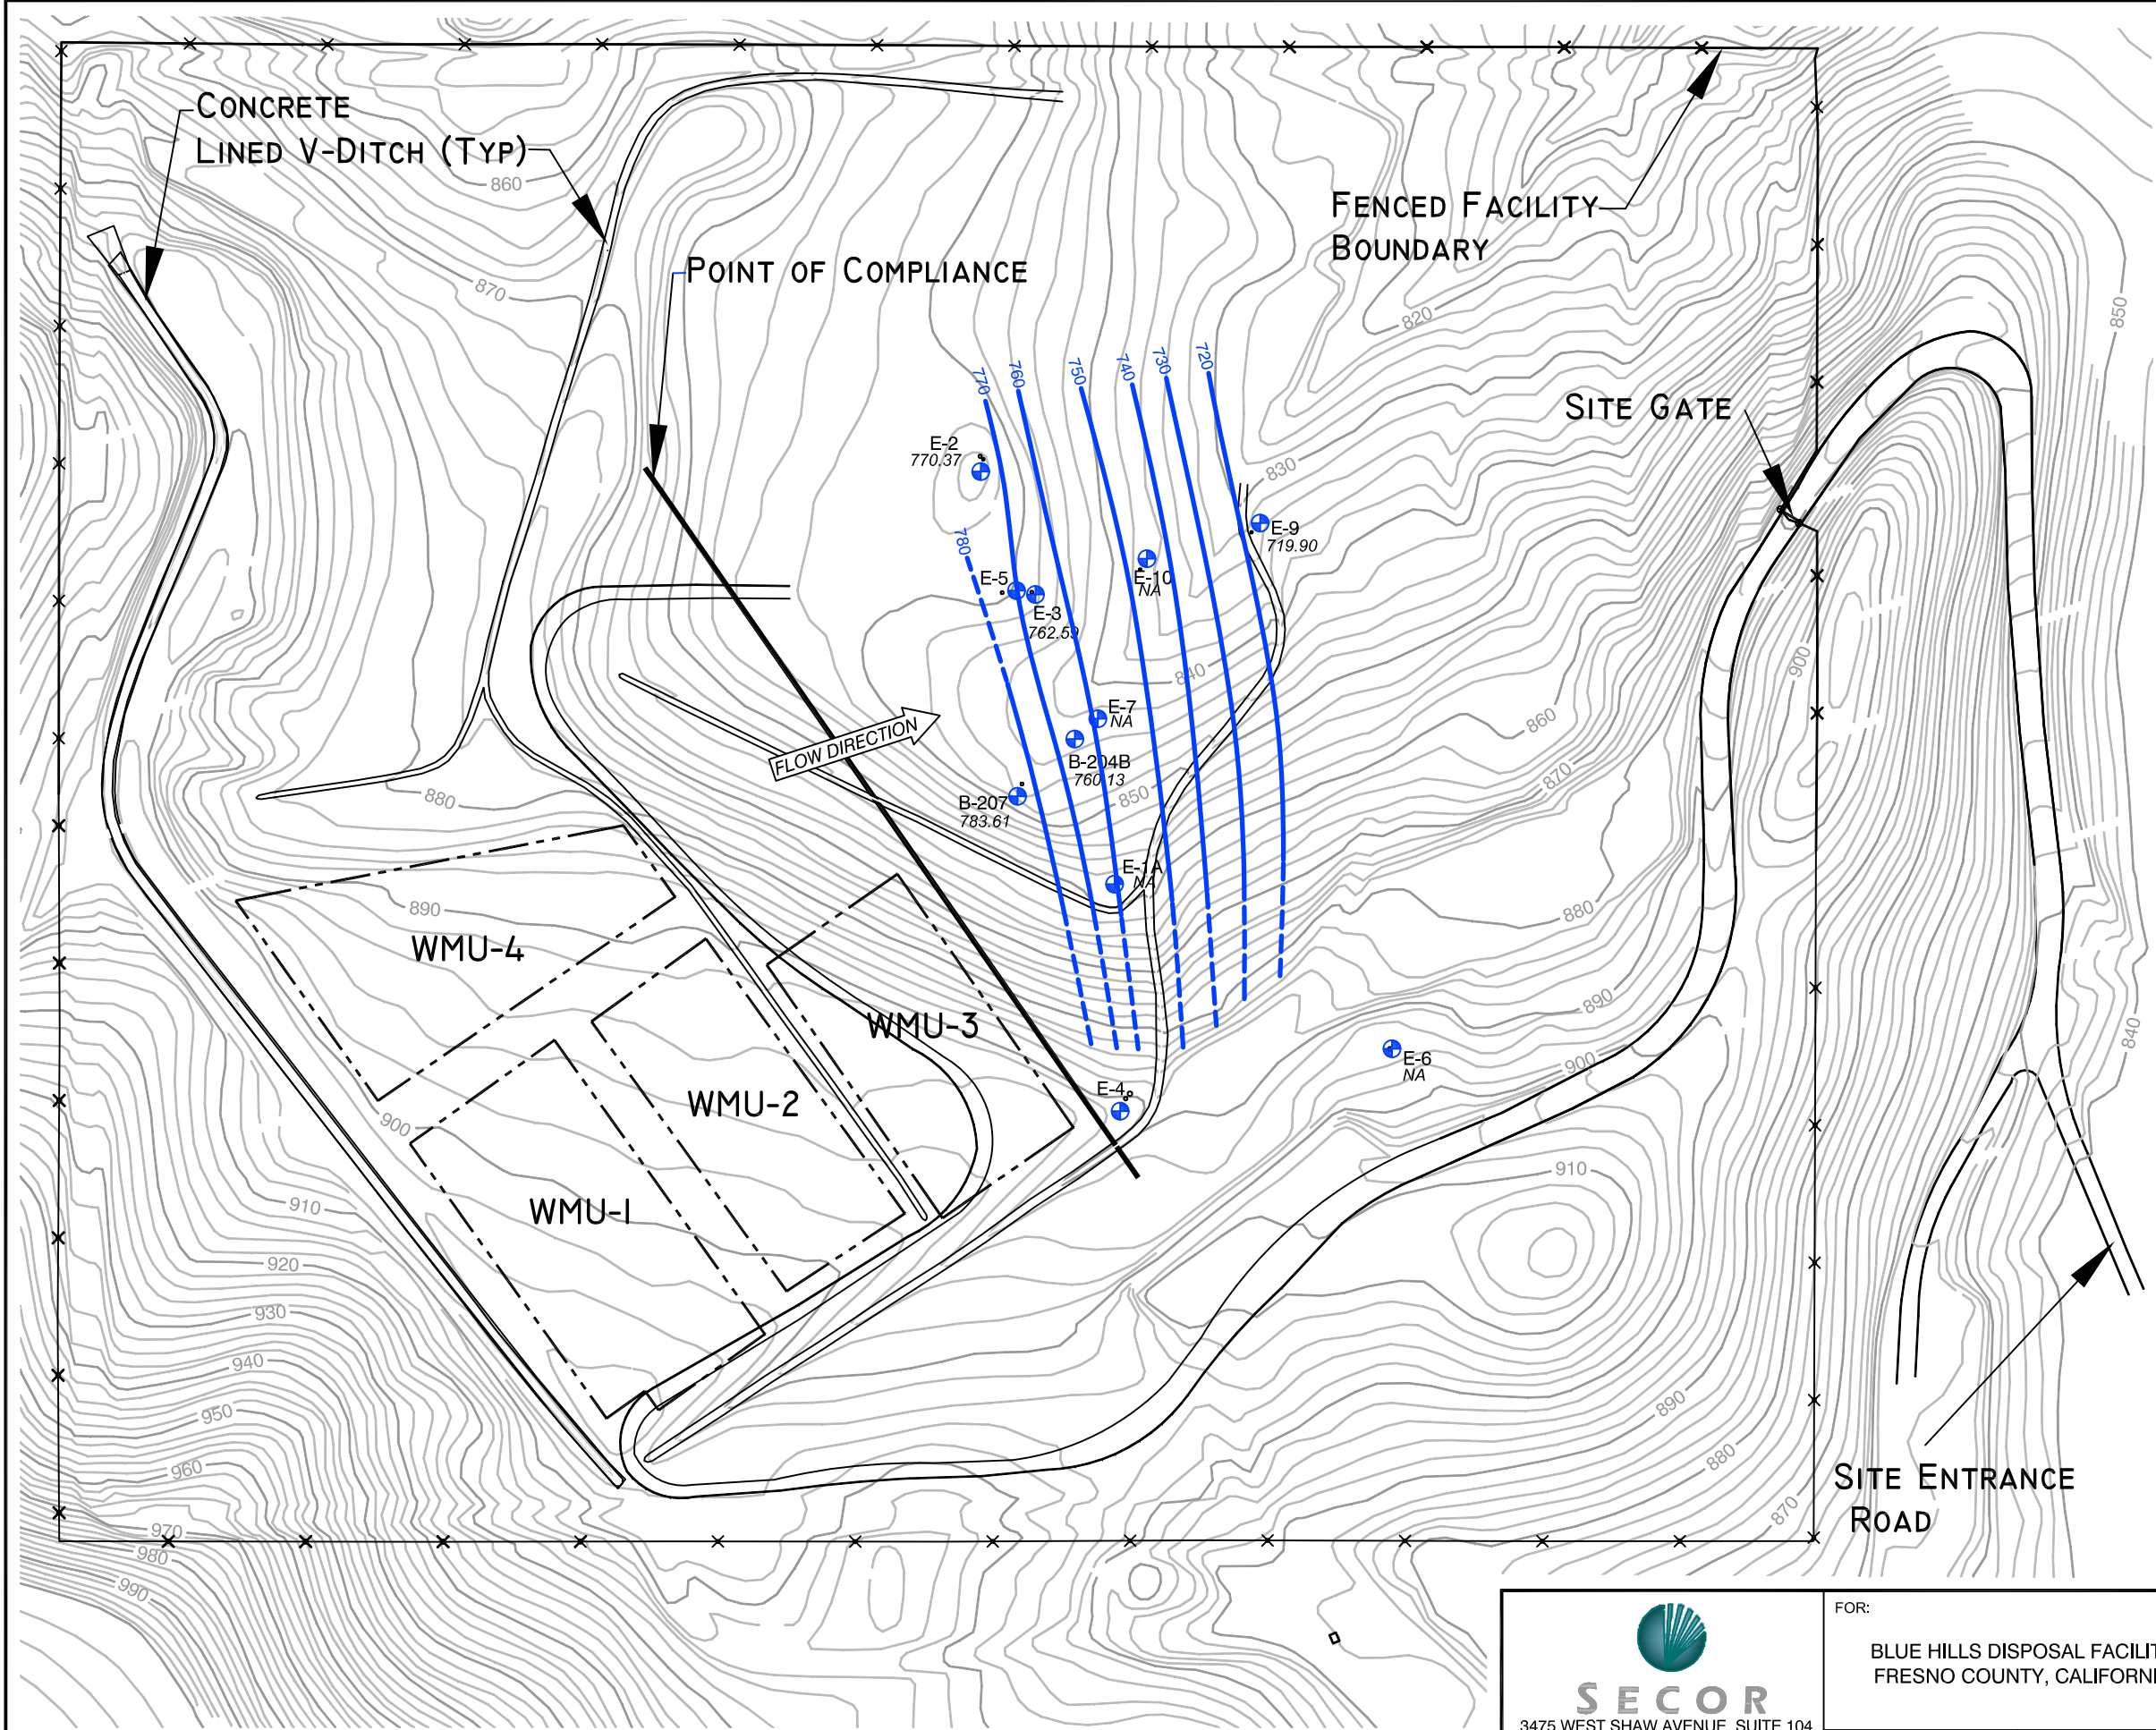 CONCRETE
LINED V-DITCH (TYP)
860
870
POINT OF COMPLIANCE
FENCED FACILITY
BOUNDARY
820
850
SITE GATE
770
760
750
740
730
720
E-2
770.37
830
780
E-9
719.90
E-5
E-10
NA
E-3
762.59
840
900
FLOW DIRECTION
E-7
NA
860
B-204B
760.13
870
850
B-207
783.61
880
E-1A
NA
890
880
WMU-4
WMU-3
890
840
E-6
NA
900
E-4
WMU-2
900
910
910
WMU-1
920
930
940
950
890
880
960
870
SITE ENTRANCE
ROAD
970
980
990
FOR:
BLUE HILLS DISPOSAL FACILIT
FRESNO COUNTY, CALIFORNI
SECOR
3475 WEST SHAW AVENUE, SUITE 104